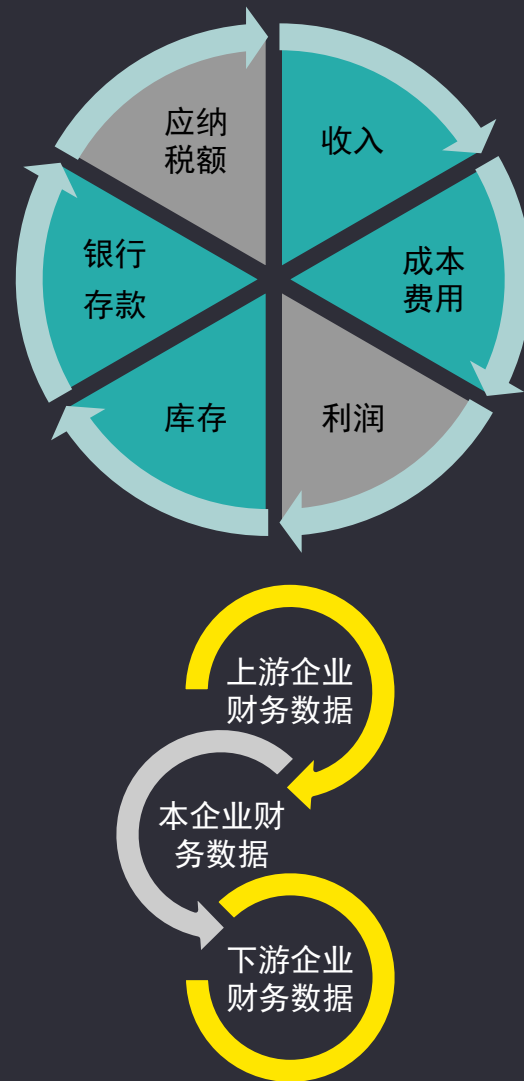 应纳
税额
收入
银行
存款
成本
费用
库存
利润
上游企业
财务数据
本企业财
务数据
下游企业
财务数据